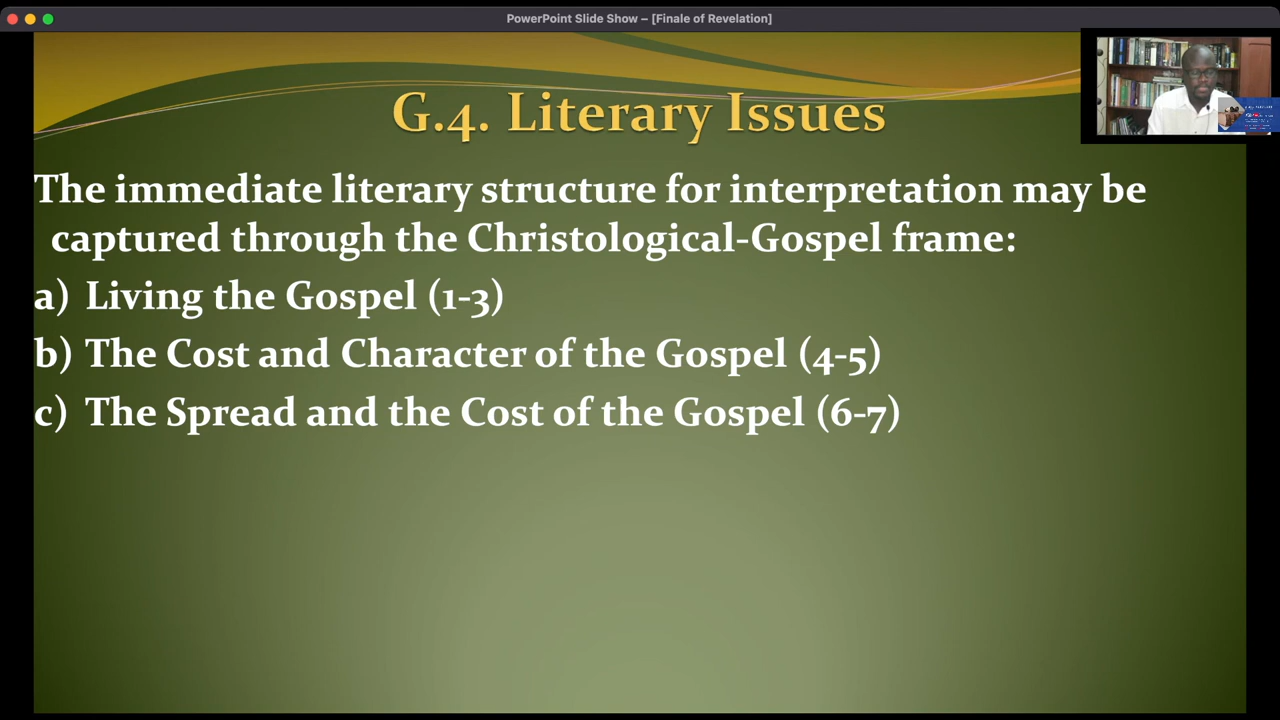 PowerPoint Slide Show – [Finale of Revelation]
G.4. Literary Issues
The immediate literary structure for interpretation may be
captured through the Christological-Gospel frame:
a) Living the Gospel (1-3)
b) The Cost and Character of the Gospel (4-5)
c) The Spread and the Cost of the Gospel (6-7)